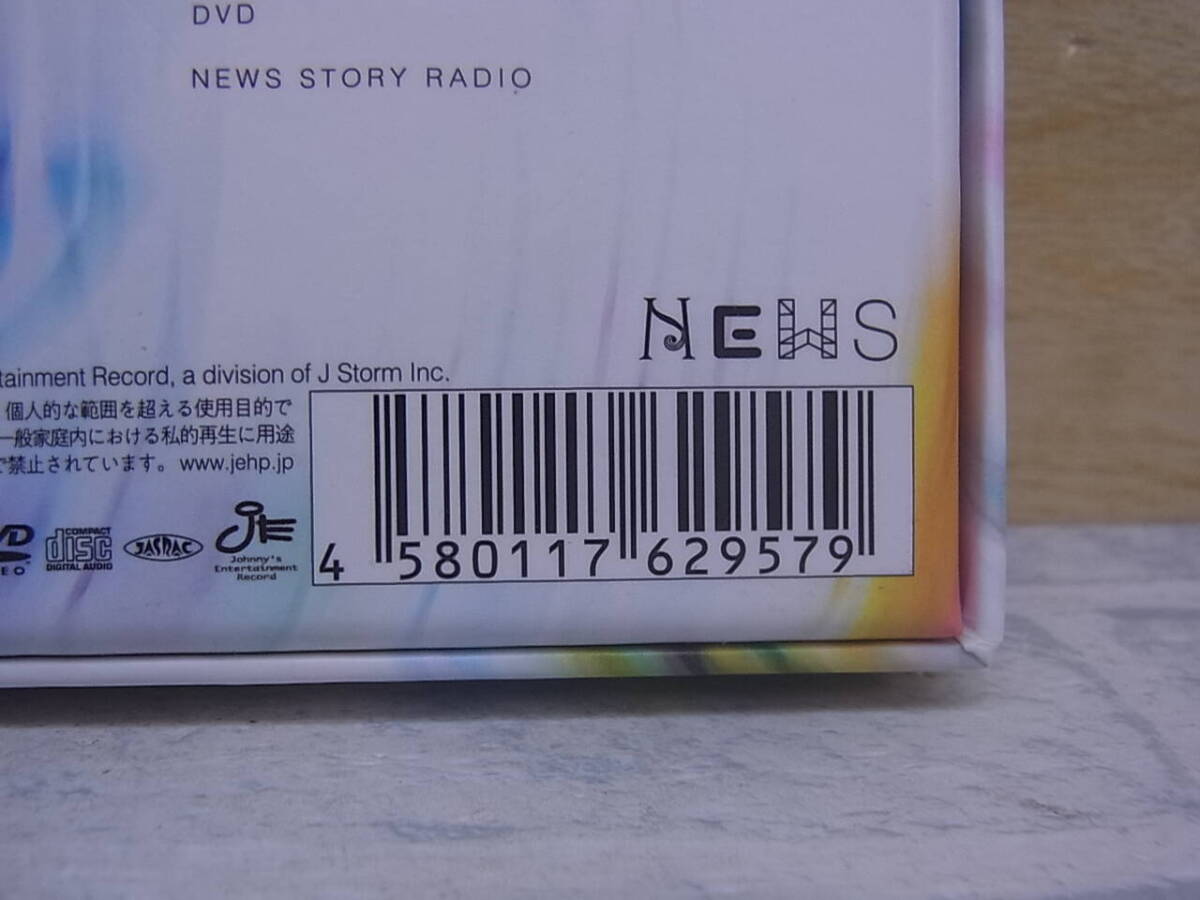 DVD
NEWS STORY RADIO
NEWS
tainment Record, a division of J Storm Inc.
個人的な範囲を超える使用目的で
一般家庭内における私的再生に用途
で禁止されています。 www.jehp.jp
COMPACT
disc
DIGITAL AUDIO
JASRAC
JE
Johnny's
Entertainment
Record
4 580117 629579